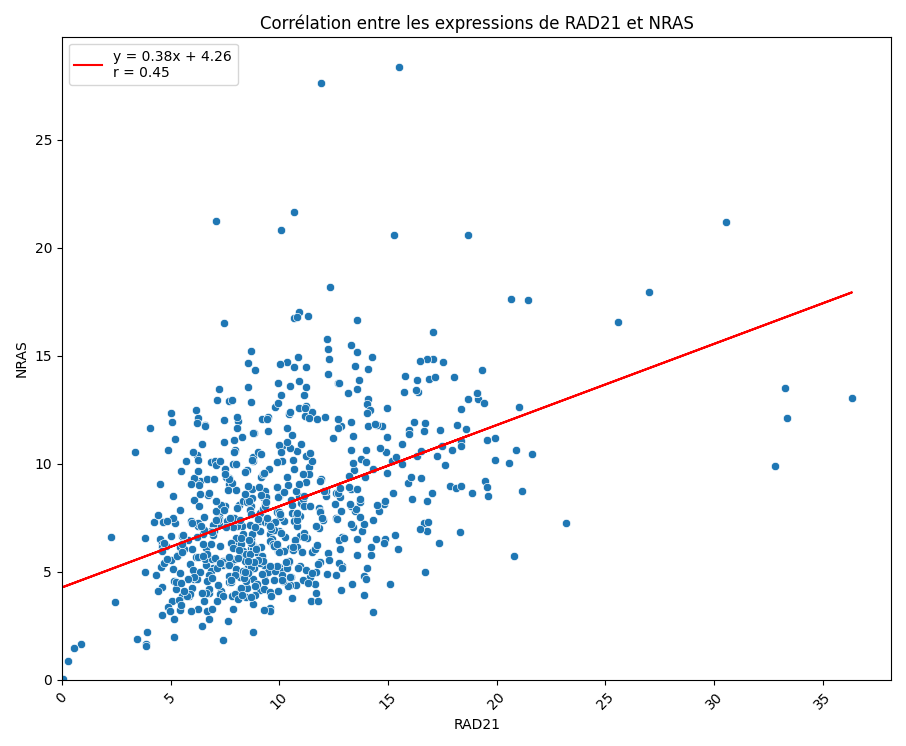 Corrélation entre les expressions de RAD21 et NRAS
y = 0.38x + 4.26
r = 0.45
25
20
15
10
5
0
NRAS
0 5 10 15 20 25 30 35
RAD21